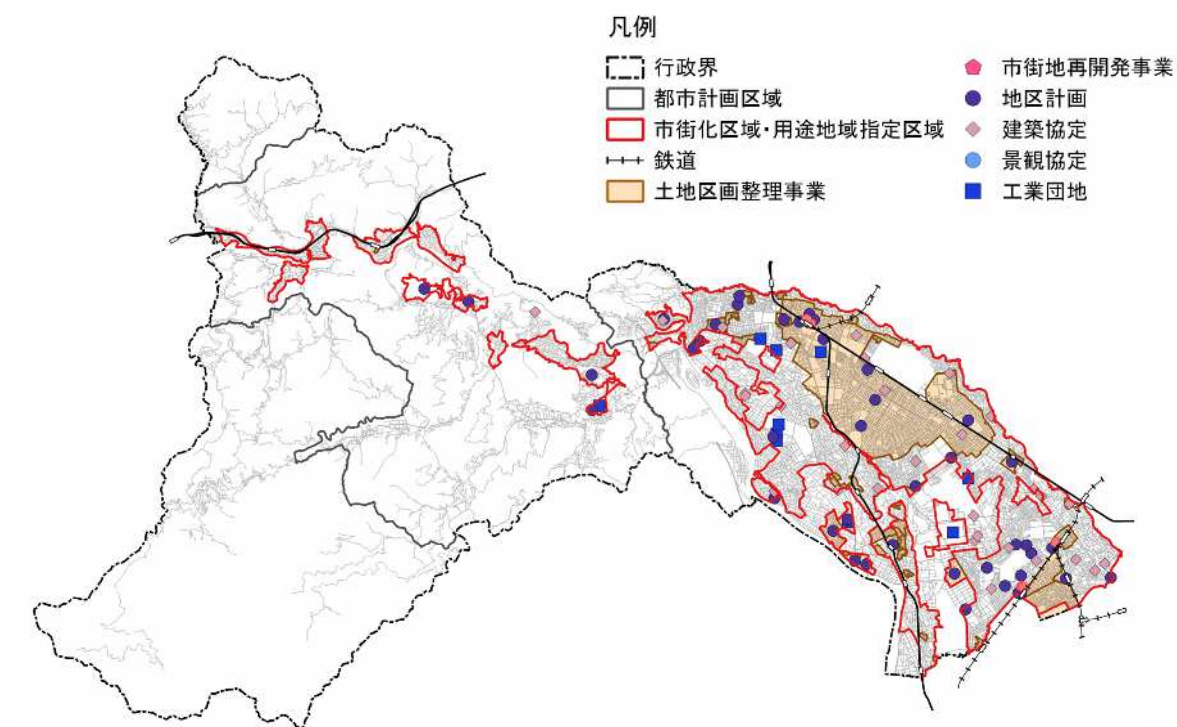 凡例
行政界
都市計画区域
市街化区域・用途地域指定区域
鉄道
土地区画整理事業
市街地再開発事業
地区計画
建築協定
景観協定
工業団地